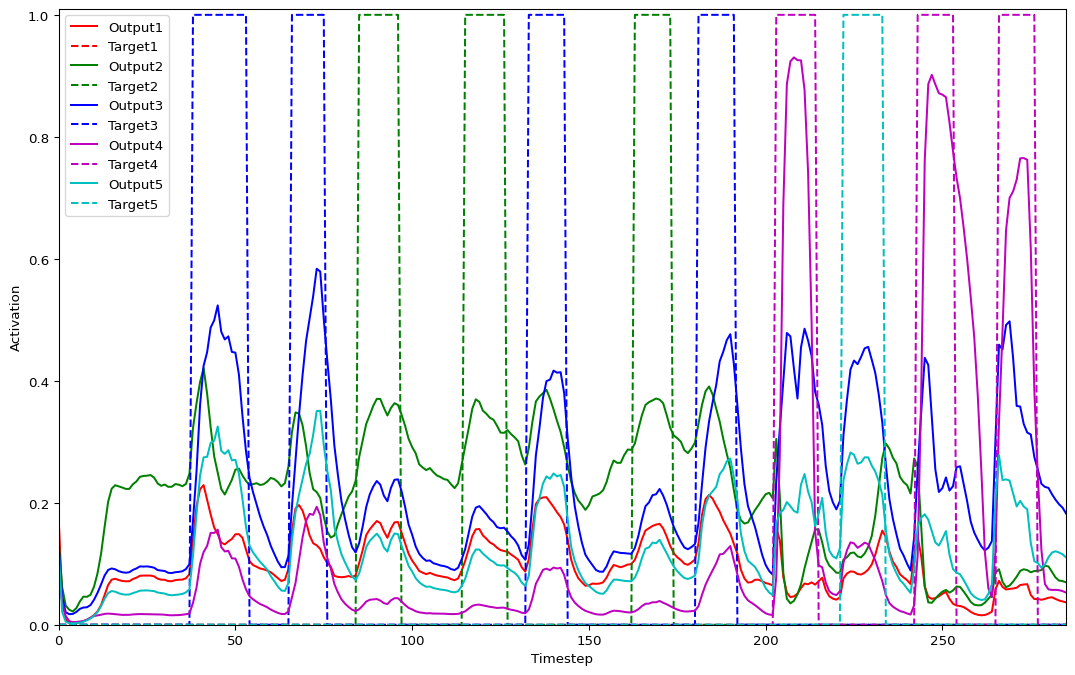 1.0
0.8
0.6
0.4
0.2
0.0
Activation
Output1
Target1
Output2
Target2
Output3
Target3
Output4
Target4
Output5
Target5
0
50
100
150
200
250
Timestep